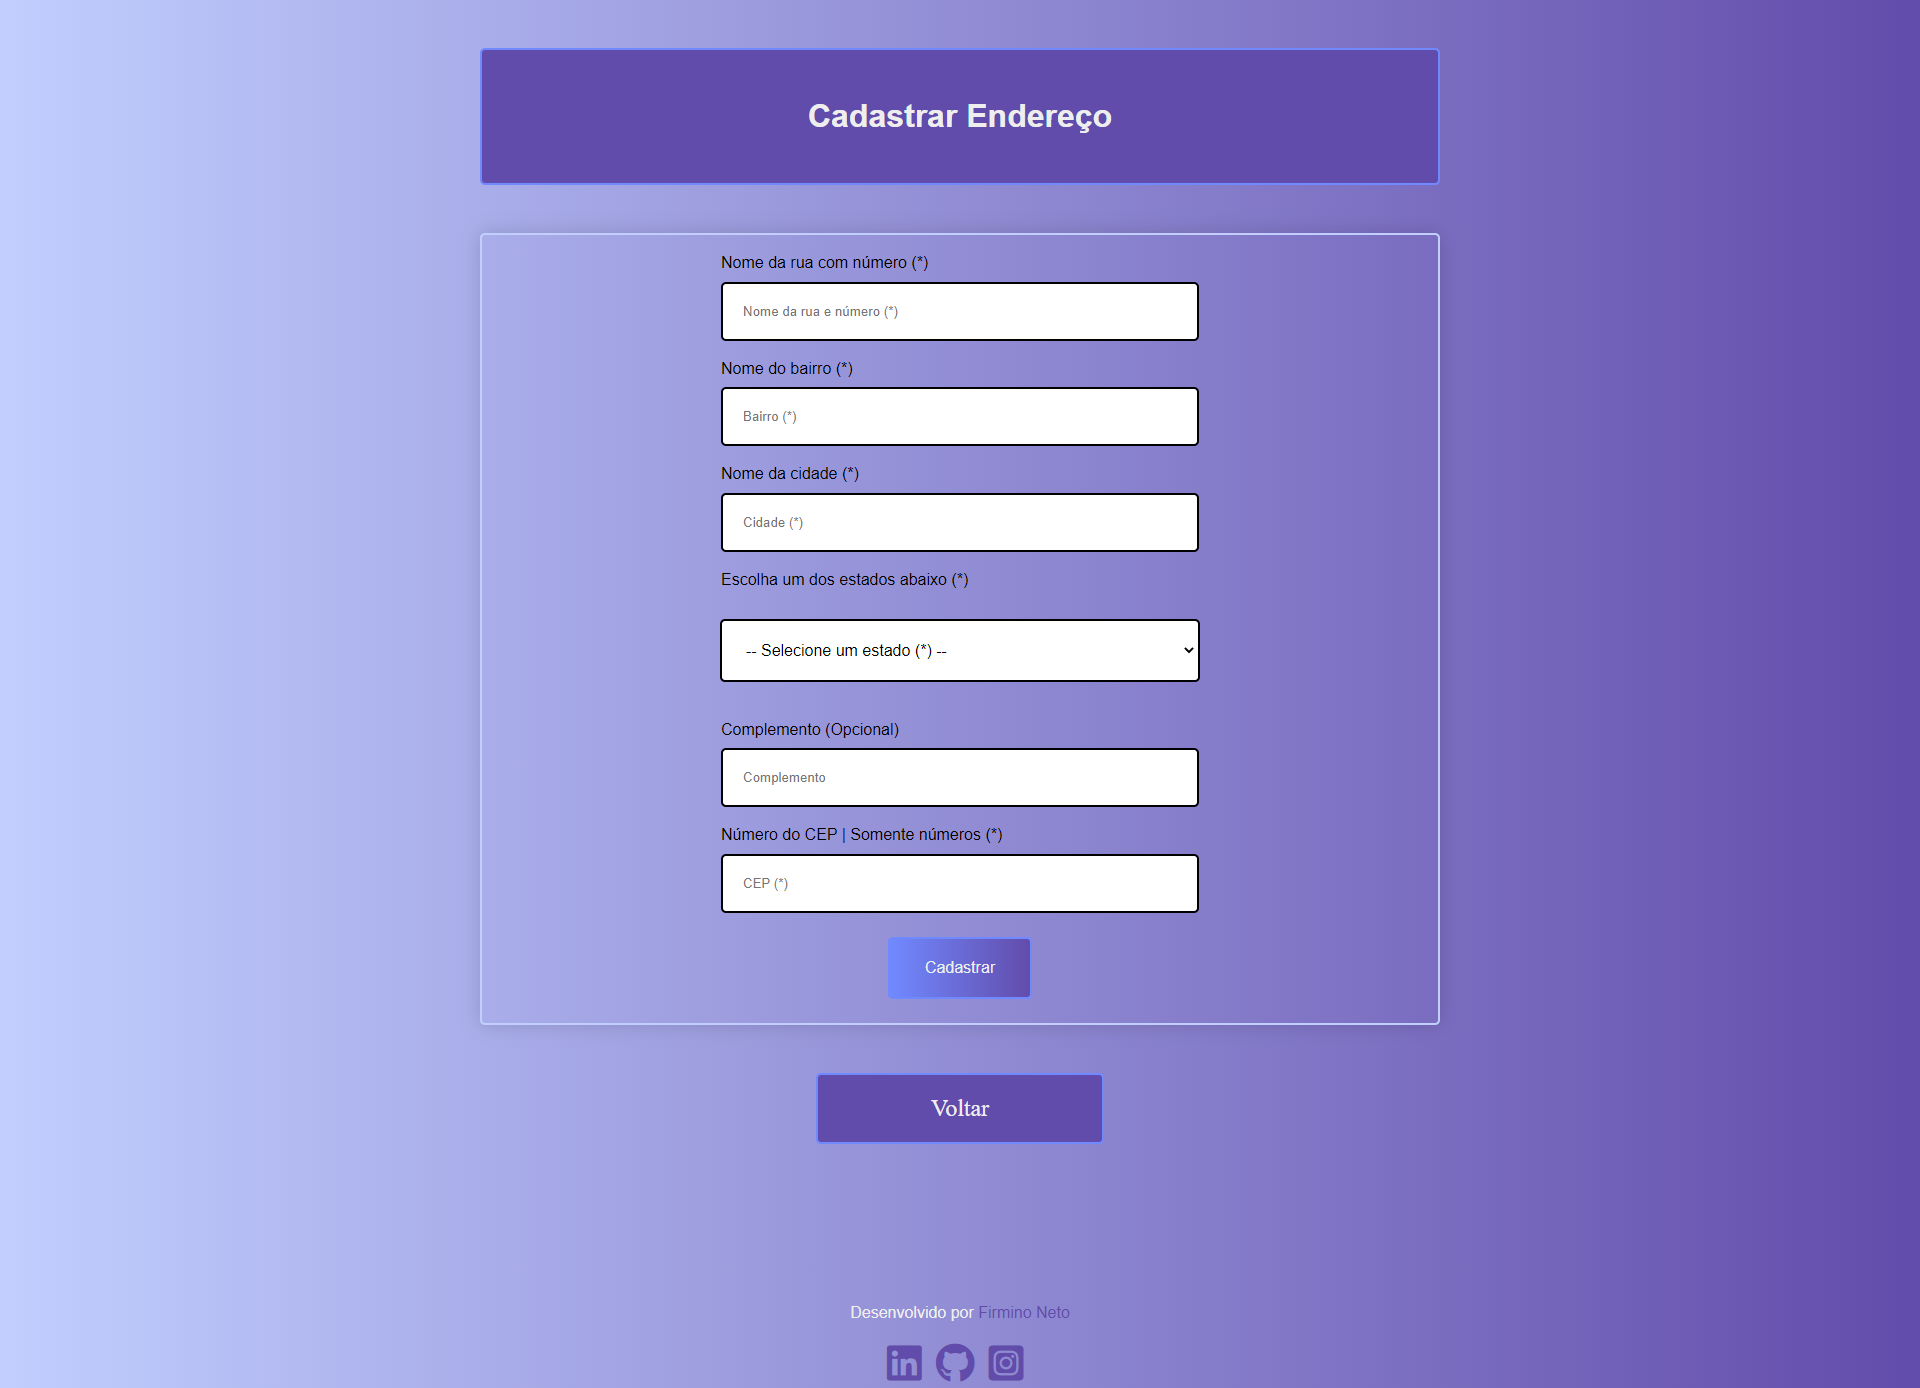 Cadastrar Endereço
Nome da rua com número (*)
Nome da rua e número (*)
Nome do bairro (*)
Bairro (*)
Nome da cidade (*)
Cidade (*)
Escolha um dos estados abaixo (*)
-- Selecione um estado (*) --
Complemento (Opcional)
Complemento
Número do CEP | Somente números (*)
CEP (*)
Cadastrar
Voltar
Desenvolvido por Firmino Neto